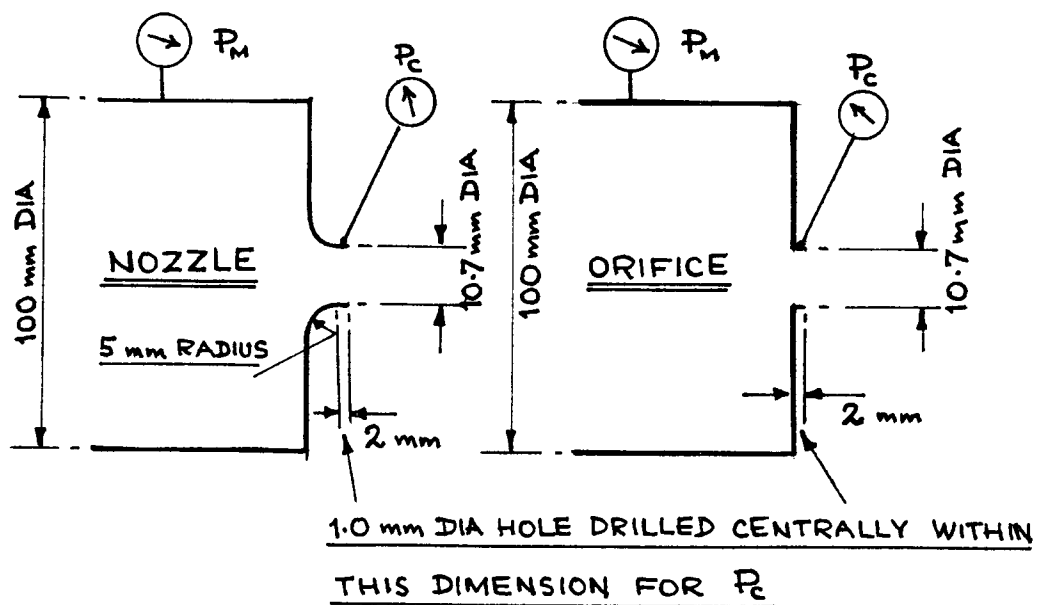 P_M
P_C
100 mm DIA
NOZZLE
10.7 mm DIA
5 mm RADIUS
2 mm
P_M
P_C
100 mm DIA
ORIFICE
10.7 mm DIA
2 mm
1.0 mm DIA HOLE DRILLED CENTRALLY WITHIN
THIS DIMENSION FOR P_C